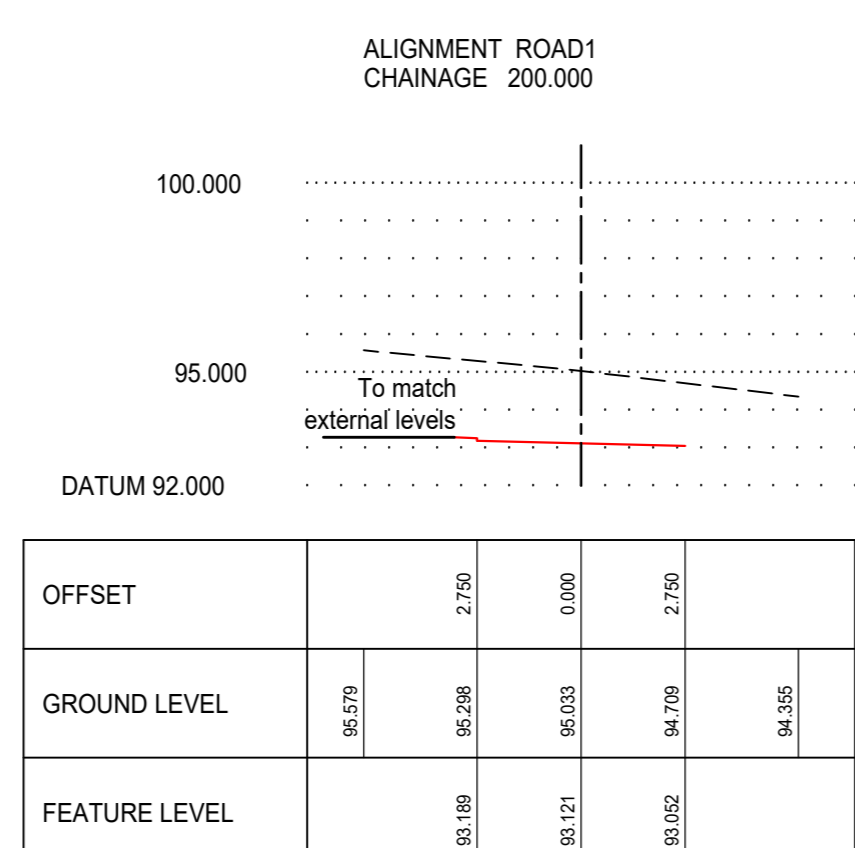 ALIGNMENT ROAD1
CHAINAGE 200.000
100.000
95.000
To match
external levels
DATUM 92.000
OFFSET 2.750 0.000 2.750
GROUND LEVEL 95.579 95.298 95.033 94.709 94.355
FEATURE LEVEL 93.189 93.121 93.052